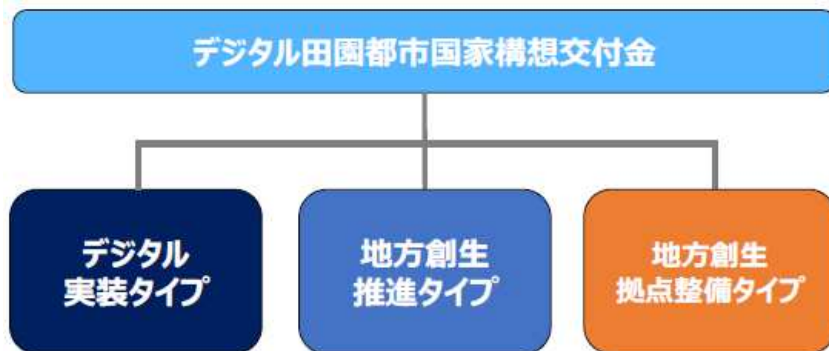 デジタル田園都市国家構想交付金
デジタル
実装タイプ
地方創生
推進タイプ
地方創生
拠点整備タイプ